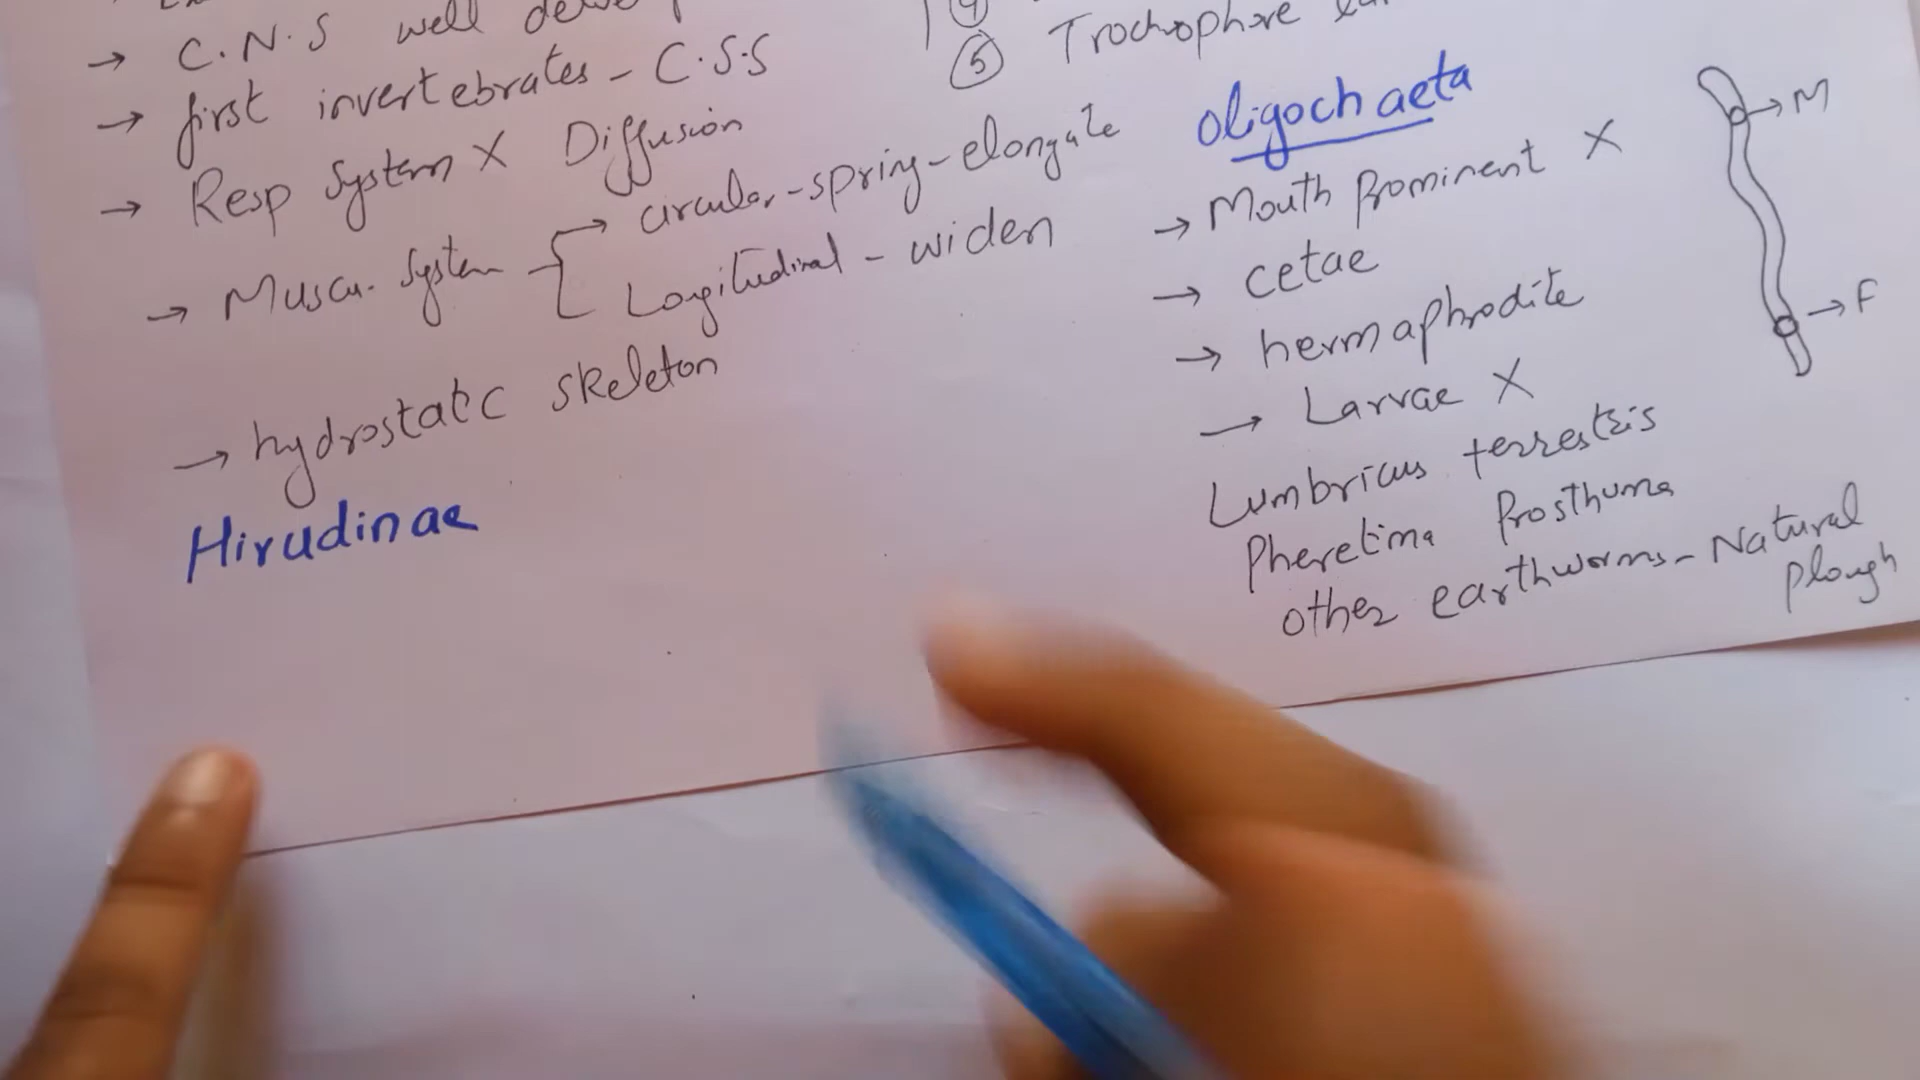 → C.N.S well
→ first invertebrates - C.S.S
→ Resp System X Diffusion
→ Muscu. System → circular - spring - elongate
Longitudinal - widen
→ hydrostatic skeleton
Hirudinae
⑤ Trochophore
oligochaeta
→ Mouth Prominent X
→ cetae
→ hermaphrodite
→ Larvae X
Lumbricus terrestris
Pheretima Posthuma
other earthworms - Natural
plough
→ M
→ F